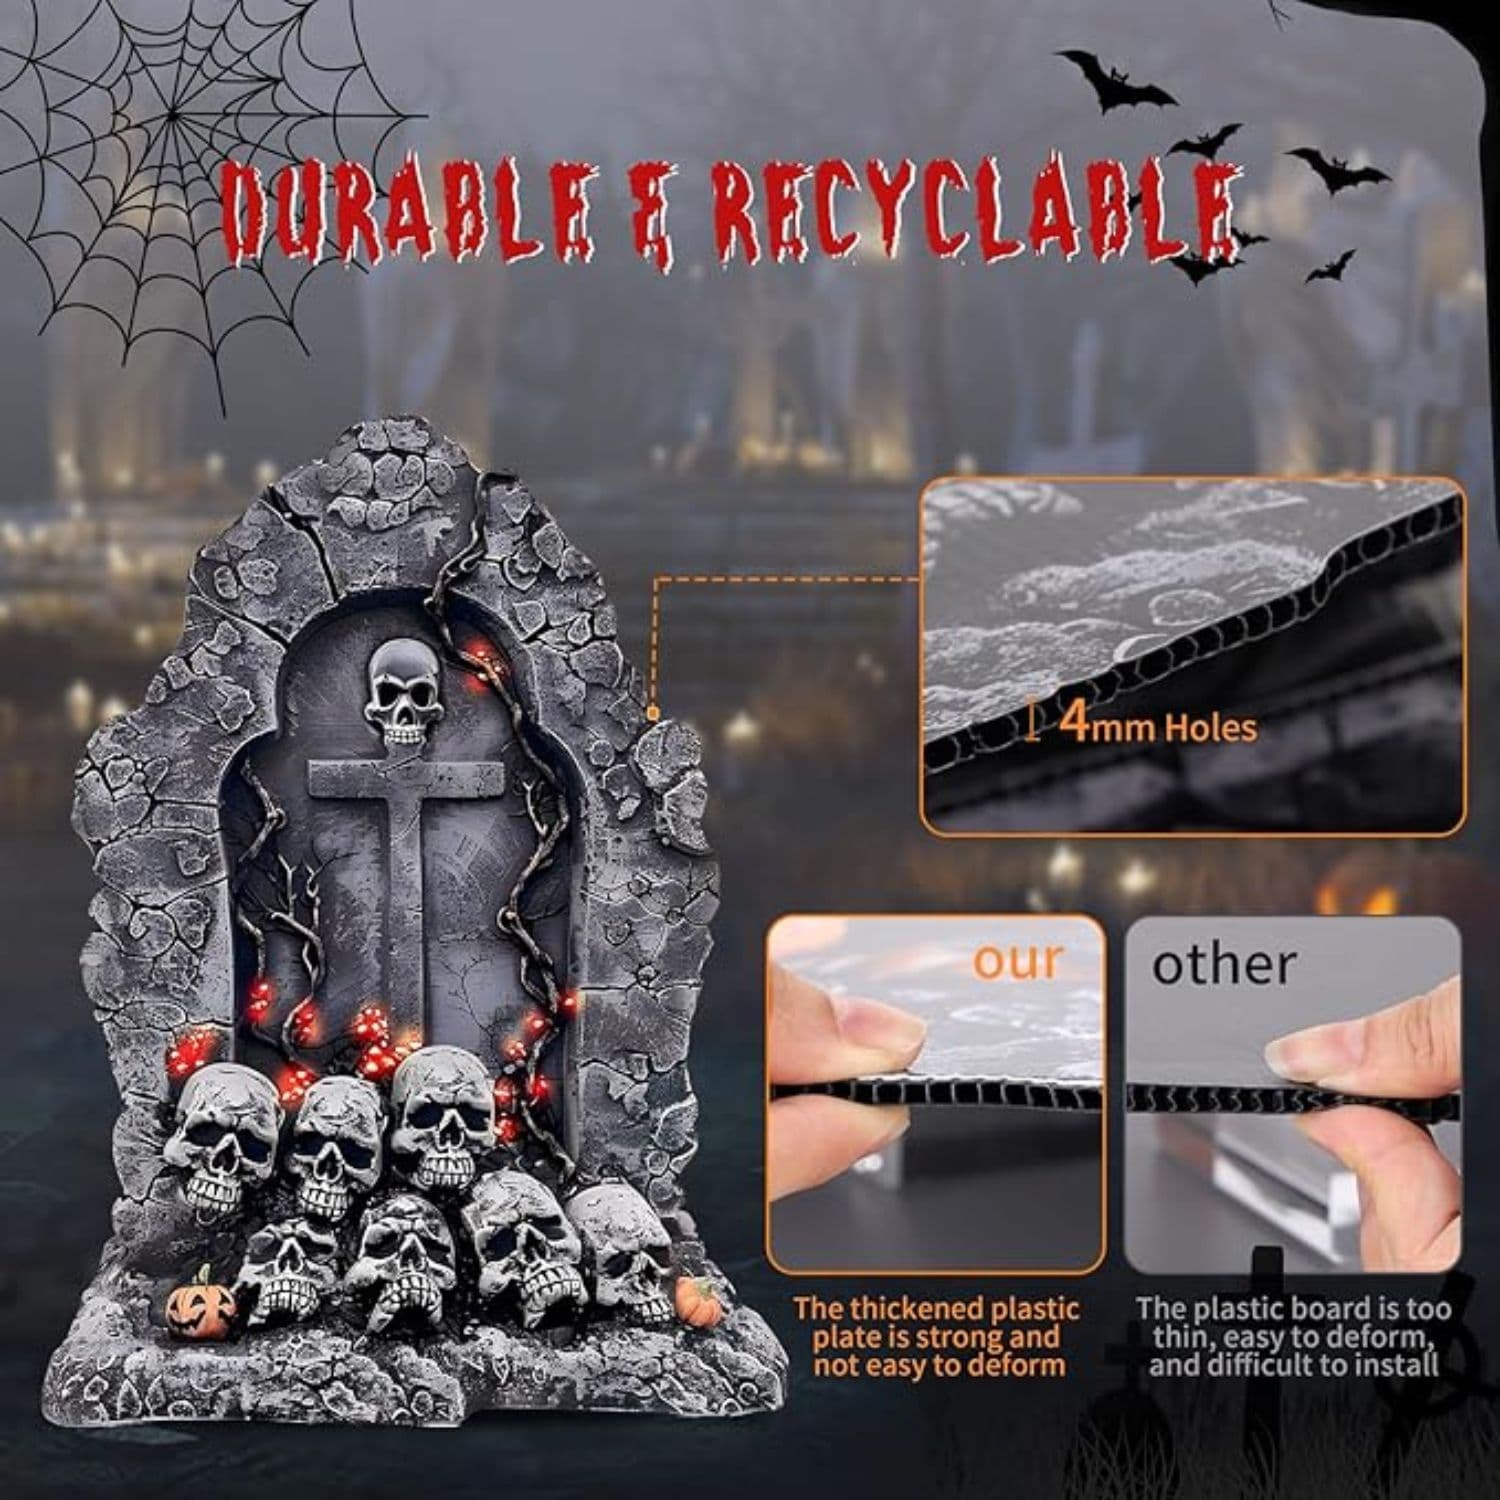 DURABLE & RECYCLABLE
4mm Holes
our
other
The thickened plastic
plate is strong and
not easy to deform
The plastic board is too
thin, easy to deform,
and difficult to install